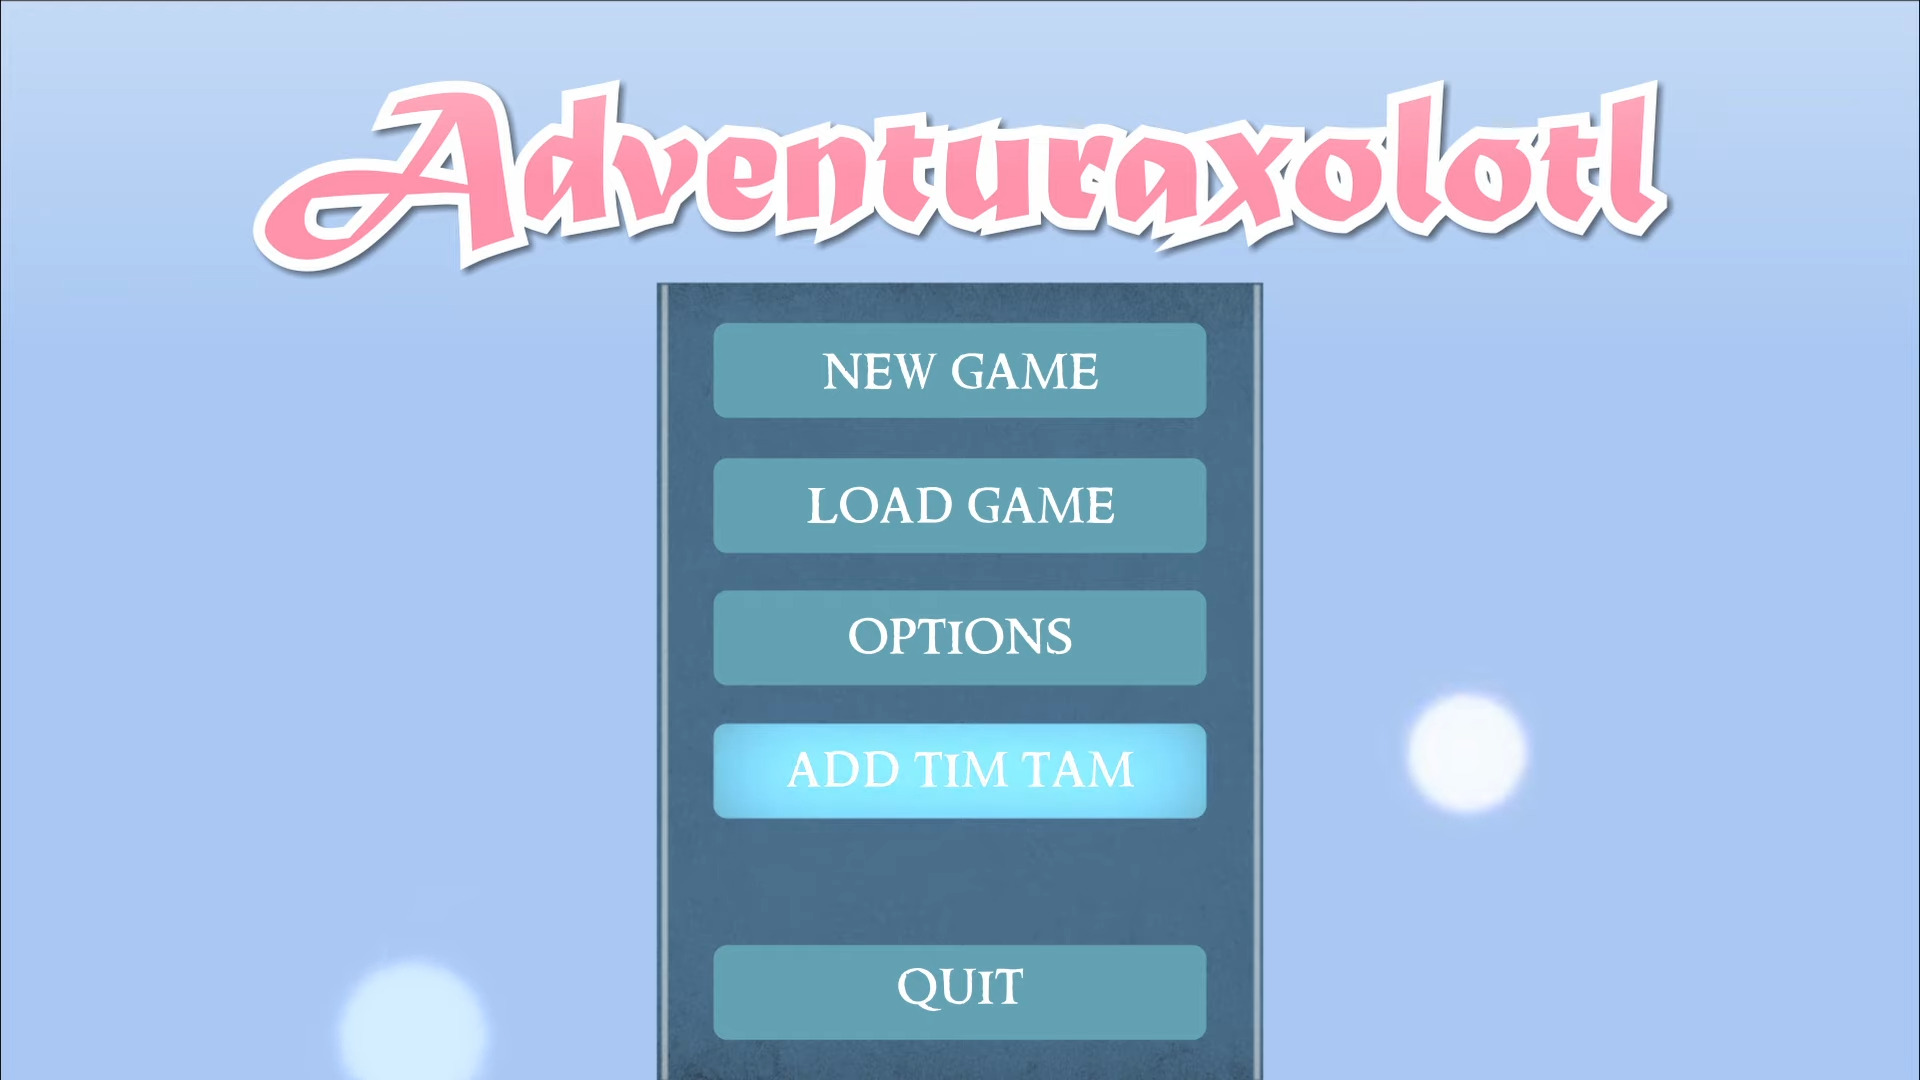 Adventuraxolotl
NEW GAME
LOAD GAME
OPTIONS
ADD TIM TAM
QUIT